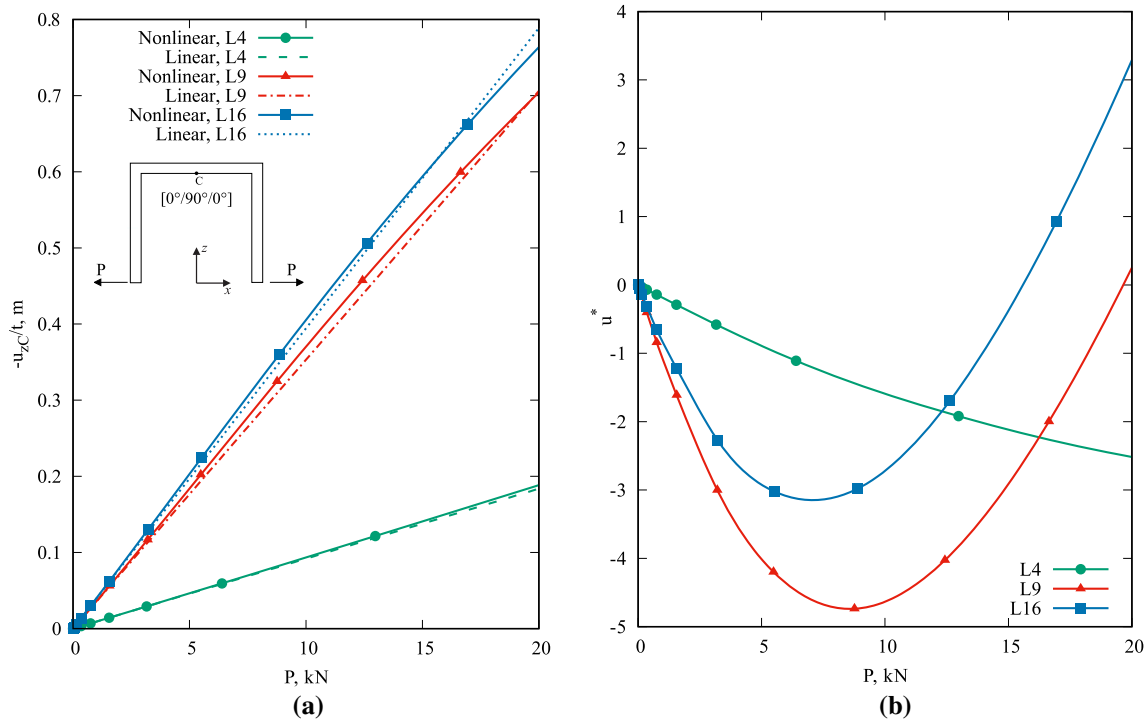 0.8
0.7
0.6
0.5
0.4
0.3
0.2
0.1
0
-u_zC/t, m
Nonlinear, L4
Linear, L4
Nonlinear, L9
Linear, L9
Nonlinear, L16
Linear, L16
C
[0°/90°/0°]
z
x
P
P
0 5 10 15 20
P, kN
(a)
4
3
2
1
0
-1
-2
-3
-4
-5
u*
L4
L9
L16
0 5 10 15 20
P, kN
(b)